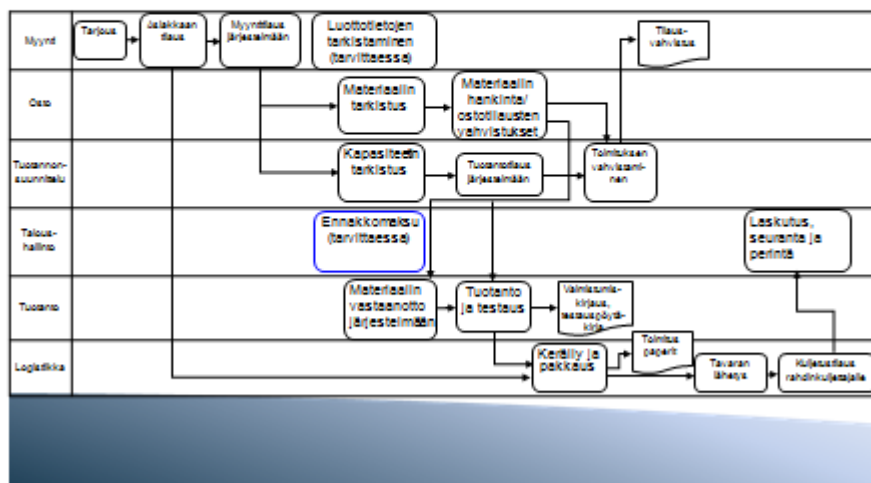 Myynti
Tarjous
Asiakkaan
tilaus
Myyntitilaus
järjestelmään
Luottotietojen
tarkistaminen
(tarvittaessa)
Tilaus-
vahvistus
Osto
Materiaalin
tarkistus
Materiaalin
hankinta/
ostotilausten
vahvistukset
Tuotannon-
suunnittelu
Kapasiteetin
tarkistus
Tuotantotilaus
järjestelmään
Toimituksen
vahvistami-
nen
Talous-
hallinto
Ennakkomaksu
(tarvittaessa)
Laskutus,
seuranta ja
perintä
Tuotanto
Materiaalin
vastaanotto
järjestelmään
Tuotanto
ja testaus
Valmistumis-
kirjaus,
testauspöytä-
kirja
Logistiikka
Keräily ja
pakkaus
Toimitus
paperit
Tavaran
lähetys
Kuljetustilaus
rahdinkuljettajalle